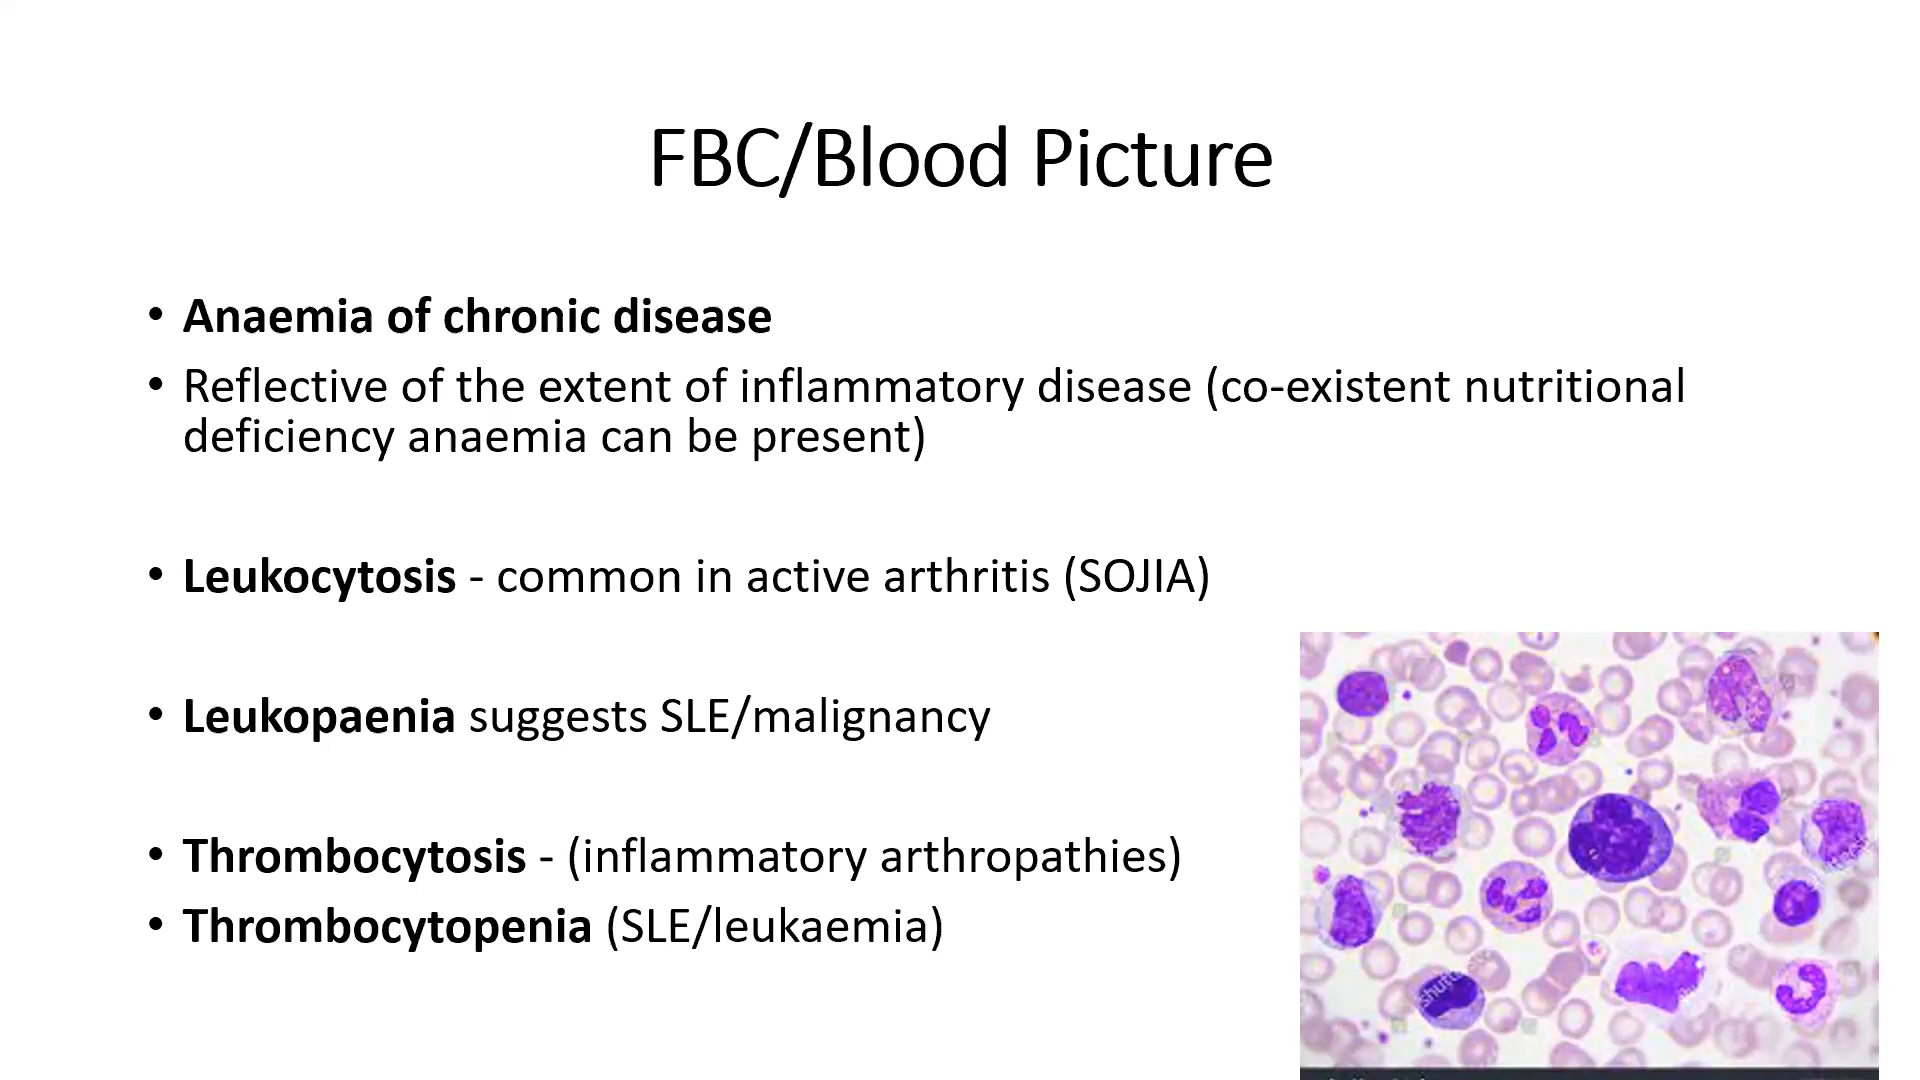 FBC/Blood Picture
• Anaemia of chronic disease
• Reflective of the extent of inflammatory disease (co-existent nutritional
deficiency anaemia can be present)
• Leukocytosis - common in active arthritis (SOJIA)
• Leukopaenia suggests SLE/malignancy
• Thrombocytosis - (inflammatory arthropathies)
• Thrombocytopenia (SLE/leukaemia)